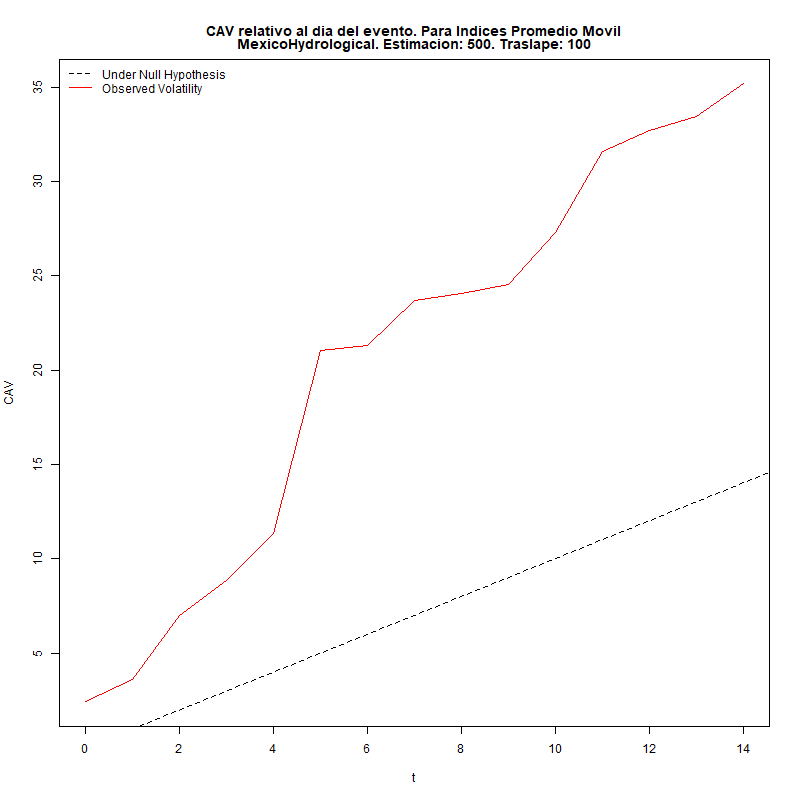 CAV relativo al dia del evento. Para Indices Promedio Movil
MexicoHydrological. Estimacion: 500. Traslape: 100
Under Null Hypothesis
Observed Volatility
35
30
25
20
15
10
5
CAV
0 2 4 6 8 10 12 14
t